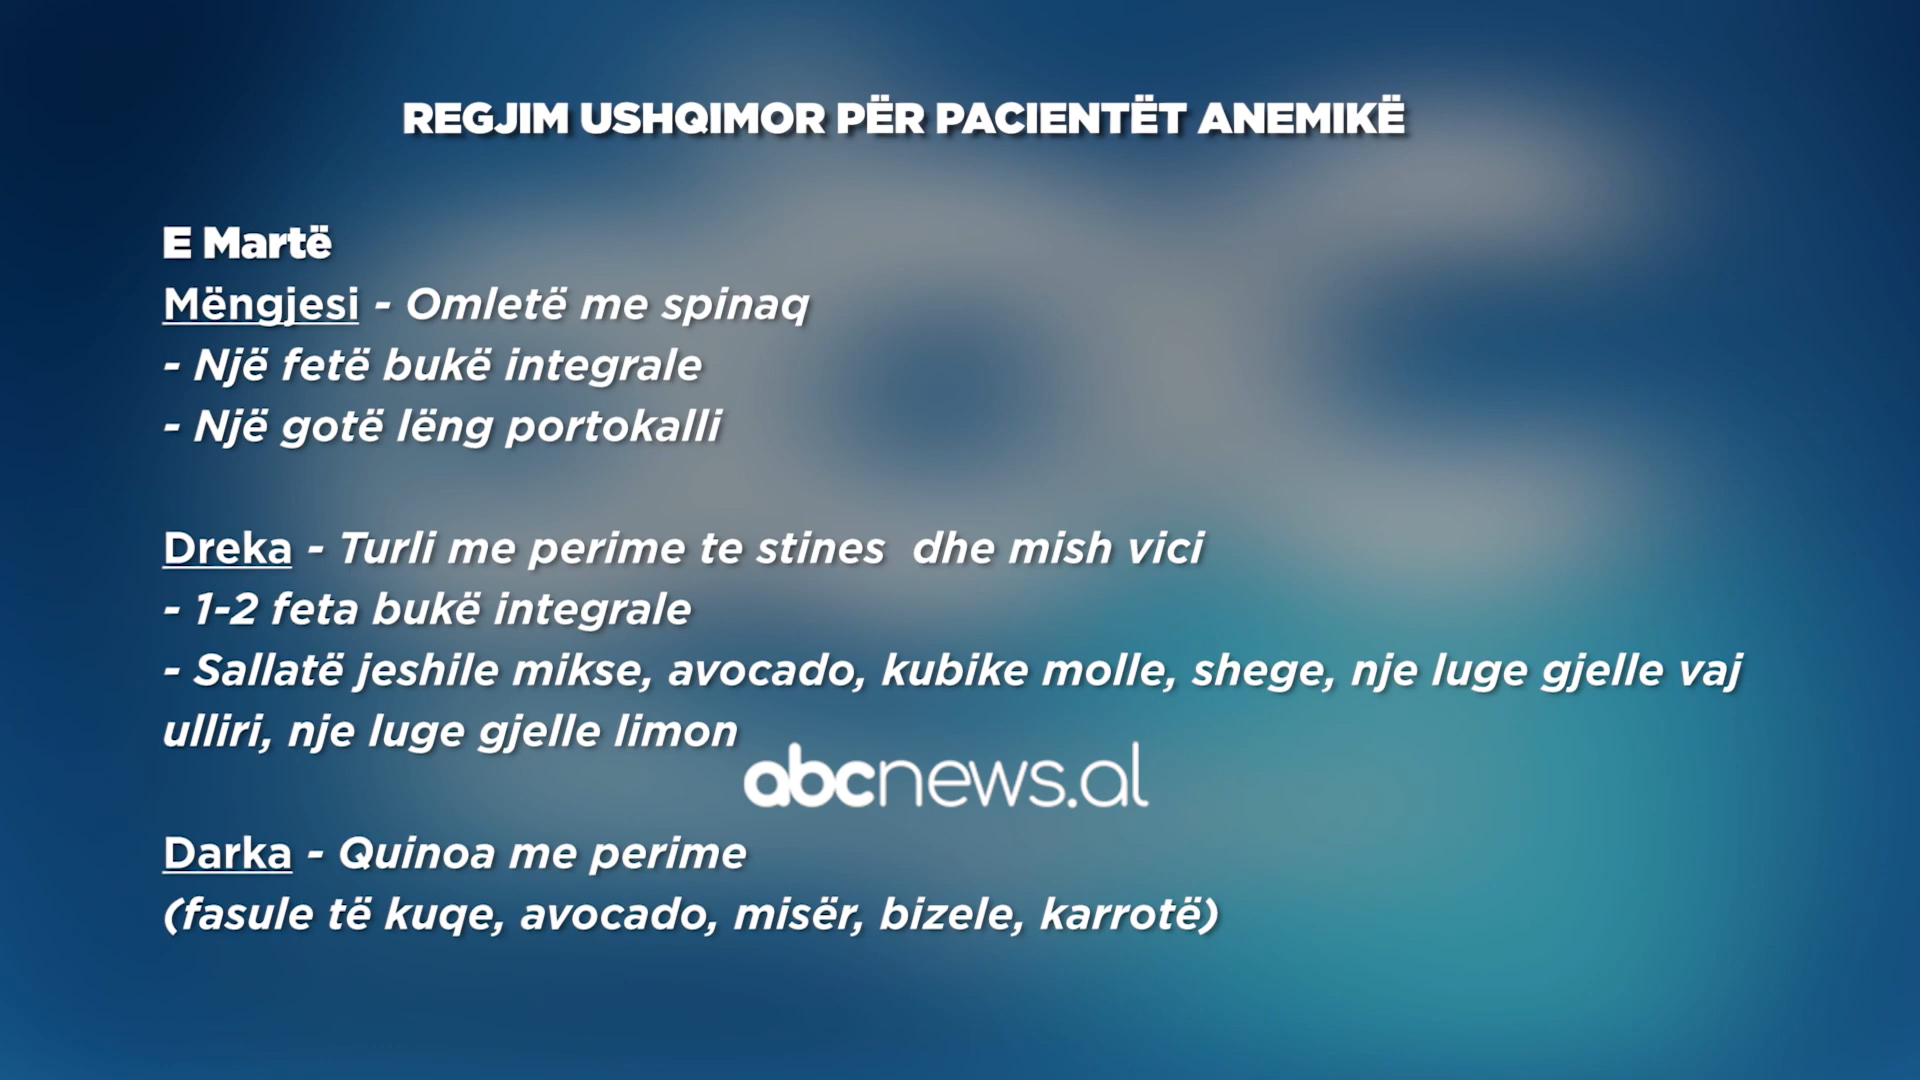 REGJIM USHQIMOR PËR PACIENTËT ANEMIKË
E Martë
Mëngjesi - Omletë me spinaq
- Një fetë bukë integrale
- Një gotë lëng portokalli
Dreka - Turli me perime te stines  dhe mish vici
- 1-2 feta bukë integrale
- Sallatë jeshile mikse, avocado, kubike molle, shege, nje luge gjelle vaj
ulliri, nje luge gjelle limon
abcnews.al
Darka - Quinoa me perime
(fasule të kuqe, avocado, misër, bizele, karrotë)